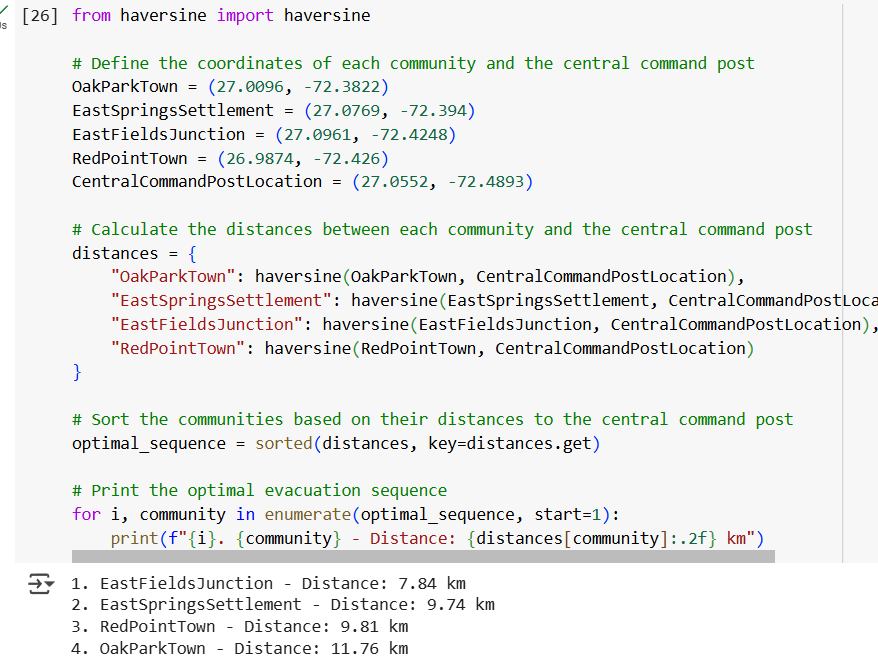 [26] from haversine import haversine
# Define the coordinates of each community and the central command post
OakParkTown = (27.0096, -72.3822)
EastSpringsSettlement = (27.0769, -72.394)
EastFieldsJunction = (27.0961, -72.4248)
RedPointTown = (26.9874, -72.426)
CentralCommandPostLocation = (27.0552, -72.4893)
# Calculate the distances between each community and the central command post
distances = {
    "OakParkTown": haversine(OakParkTown, CentralCommandPostLocation),
    "EastSpringsSettlement": haversine(EastSpringsSettlement, CentralCommandPostLoca
    "EastFieldsJunction": haversine(EastFieldsJunction, CentralCommandPostLocation),
    "RedPointTown": haversine(RedPointTown, CentralCommandPostLocation)
}
# Sort the communities based on their distances to the central command post
optimal_sequence = sorted(distances, key=distances.get)
# Print the optimal evacuation sequence
for i, community in enumerate(optimal_sequence, start=1):
    print(f"{i}. {community} - Distance: {distances[community]:.2f} km")
1. EastFieldsJunction - Distance: 7.84 km
2. EastSpringsSettlement - Distance: 9.74 km
3. RedPointTown - Distance: 9.81 km
4. OakParkTown - Distance: 11.76 km